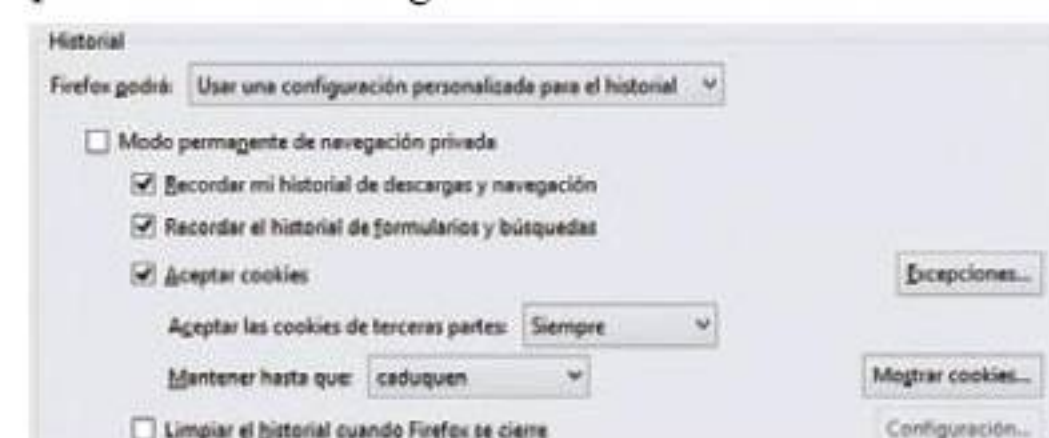 Historial
Firefox podrá: Usar una configuración personalizada para el historial
Modo permanente de navegación privada
Recordar mi historial de descargas y navegación
Recordar el historial de formularios y búsquedas
Aceptar cookies Excepciones...
Aceptar las cookies de terceras partes: Siempre
Mantener hasta que: caduquen Mostrar cookies...
Limpiar el historial cuando Firefox se cierre Configuración...